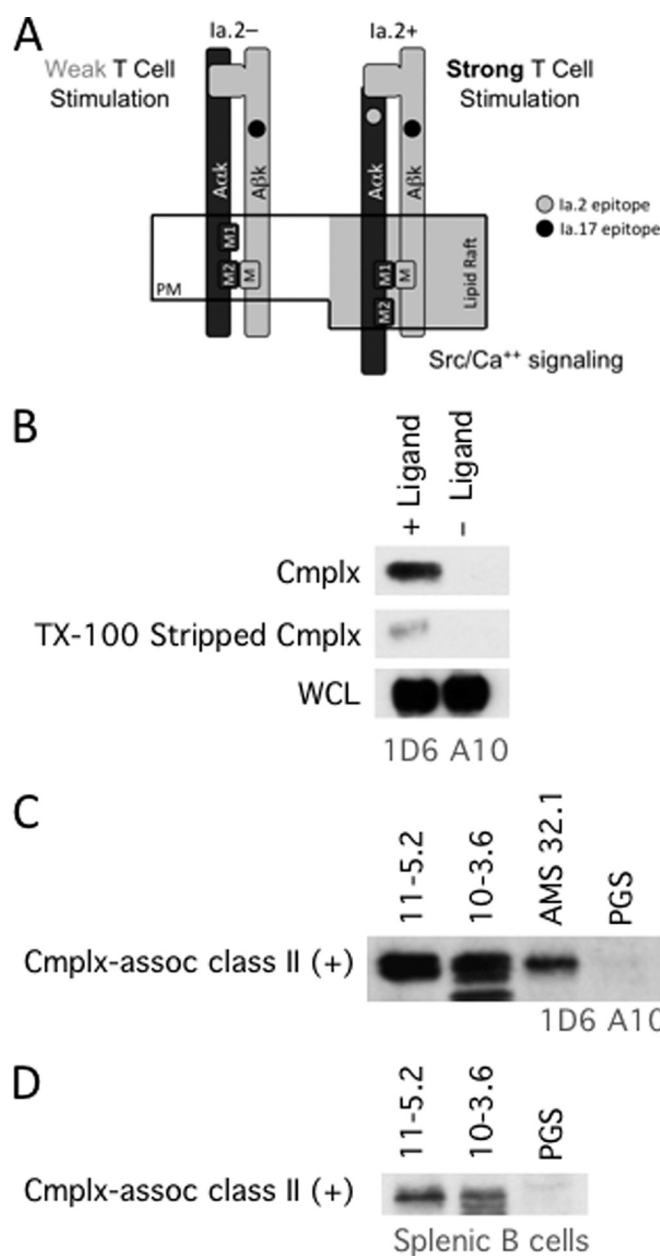 A
Ia.2–
Ia.2+
Weak T Cell
Stimulation
Strong T Cell
Stimulation
Aαk
Aβk
Aαk
Aβk
Ia.2 epitope
Ia.17 epitope
M1
M2
M
M1
M
M2
PM
Lipid Raft
Src/Ca++ signaling
B
+ Ligand
– Ligand
Cmplx
TX-100 Stripped Cmplx
WCL
1D6 A10
C
11-5.2
10-3.6
AMS 32.1
PGS
Cmplx-assoc class II (+)
1D6 A10
D
11-5.2
10-3.6
PGS
Cmplx-assoc class II (+)
Splenic B cells